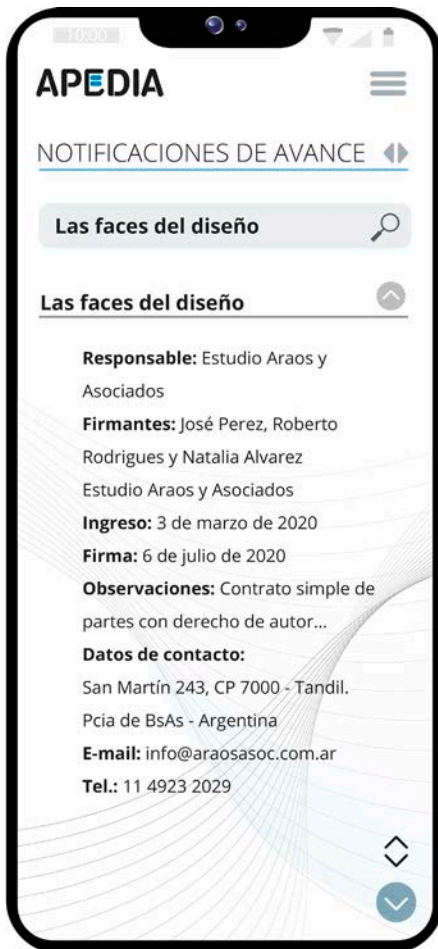 10:00
APEDIA
NOTIFICACIONES DE AVANCE
Las faces del diseño
Las faces del diseño
Responsable: Estudio Araos y
Asociados
Firmantes: José Perez, Roberto
Rodrigues y Natalia Alvarez
Estudio Araos y Asociados
Ingreso: 3 de marzo de 2020
Firma: 6 de julio de 2020
Observaciones: Contrato simple de
partes con derecho de autor...
Datos de contacto:
San Martín 243, CP 7000 - Tandil.
Pcia de BsAs - Argentina
E-mail: info@araosasoc.com.ar
Tel.: 11 4923 2029